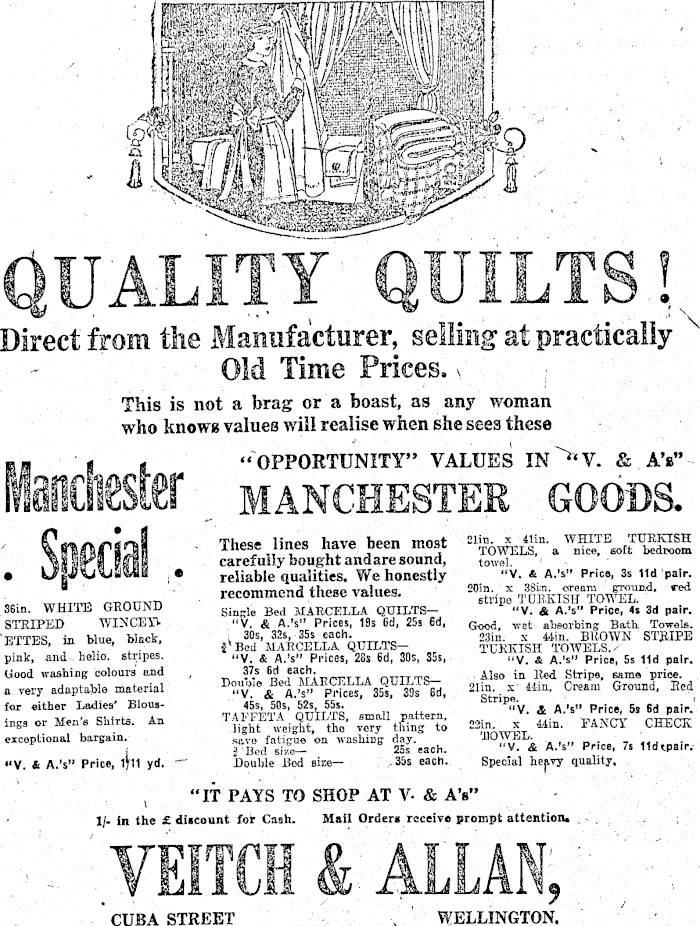 QUALITY QUILTS!
Direct from the Manufacturer, selling at practically
Old Time Prices.
This is not a brag or a boast, as any woman
who knows values will realise when she sees these
Manchester
. Special .
36in. WHITE GROUND
STRIPED WINCEY-
ETTES, in blue, black,
pink, and helio. stripes.
Good washing colours and
a very adaptable material
for either Ladies' Blous-
ings or Men's Shirts. An
exceptional bargain.
"V. & A.'s" Price, 1/11 yd.
"OPPORTUNITY" VALUES IN "V. & A's"
MANCHESTER GOODS.
These lines have been most
carefully bought and are sound,
reliable qualities. We honestly
recommend these values.
Single Bed MARCELLA QUILTS—
"V. & A.'s" Prices, 19s 6d, 25s 6d,
30s, 32s, 35s each.
¾ Bed MARCELLA QUILTS—
"V. & A.'s" Prices, 28s 6d, 30s, 35s,
37s 6d each.
Double Bed MARCELLA QUILTS—
"V. & A.'s" Prices, 35s, 39s 6d,
45s, 50s, 52s, 55s.
TAFFETA QUILTS, small pattern,
light weight, the very thing to
save fatigue on washing day.
¾ Bed size— 25s each.
Double Bed size— 35s each.
21in. x 41in. WHITE TURKISH
TOWELS, a nice, soft bedroom
towel.
"V. & A.'s" Price, 3s 11d pair.
20in. x 38in. cream ground, red
stripe TURKISH TOWEL.
"V. & A.'s" Price, 4s 3d pair.
Good, wet absorbing Bath Towels.
23in. x 44in. BROWN STRIPE
TURKISH TOWELS.
"V. & A.'s" Price, 5s 11d pair.
Also in Red Stripe, same price.
21in. x 44in. Cream Ground, Red
Stripe.
"V. & A.'s" Price, 5s 6d pair.
22in. x 44in. FANCY CHECK
TOWEL.
"V. & A.'s" Price, 7s 11d pair.
Special heavy quality.
"IT PAYS TO SHOP AT V. & A's"
1/- in the £ discount for Cash. Mail Orders receive prompt attention.
VEITCH & ALLAN,
CUBA STREET WELLINGTON.